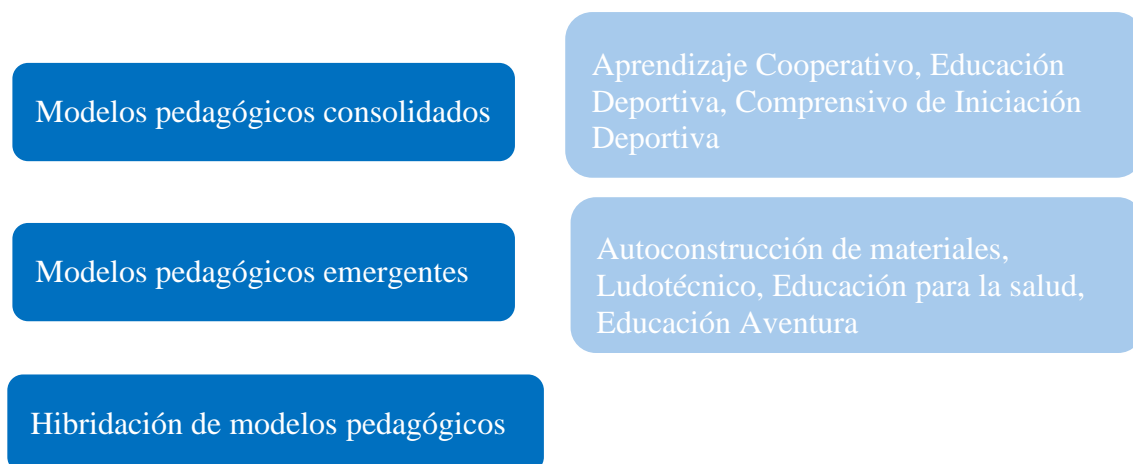 Modelos pedagógicos consolidados
Aprendizaje Cooperativo, Educación
Deportiva, Comprensivo de Iniciación
Deportiva
Modelos pedagógicos emergentes
Autoconstrucción de materiales,
Ludotécnico, Educación para la salud,
Educación Aventura
Hibridación de modelos pedagógicos